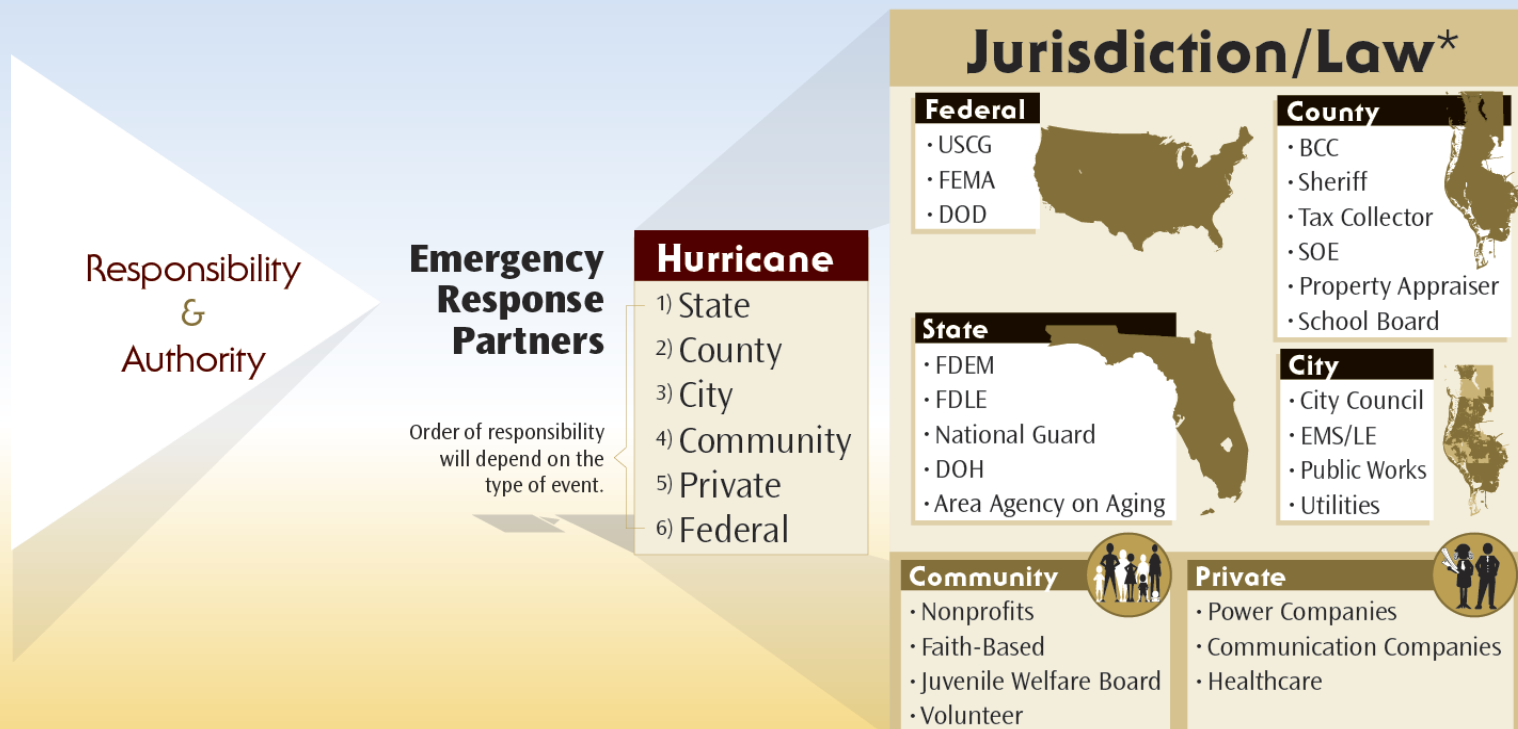 Responsibility
&
Authority
Emergency
Response
Partners
Order of responsibility
will depend on the
type of event.
Hurricane
1) State
2) County
3) City
4) Community
5) Private
6) Federal
Jurisdiction/Law*
Federal
· USCG
· FEMA
· DOD
County
· BCC
· Sheriff
· Tax Collector
· SOE
· Property Appraiser
· School Board
State
· FDEM
· FDLE
· National Guard
· DOH
· Area Agency on Aging
City
· City Council
· EMS/LE
· Public Works
· Utilities
Community
· Nonprofits
· Faith-Based
· Juvenile Welfare Board
· Volunteer
Private
· Power Companies
· Communication Companies
· Healthcare